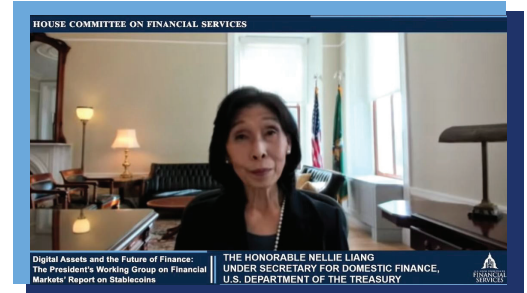 HOUSE COMMITTEE ON FINANCIAL SERVICES
Digital Assets and the Future of Finance:
The President's Working Group on Financial
Markets' Report on Stablecoins
THE HONORABLE NELLIE LIANG
UNDER SECRETARY FOR DOMESTIC FINANCE,
U.S. DEPARTMENT OF THE TREASURY
FINANCIAL
SERVICES